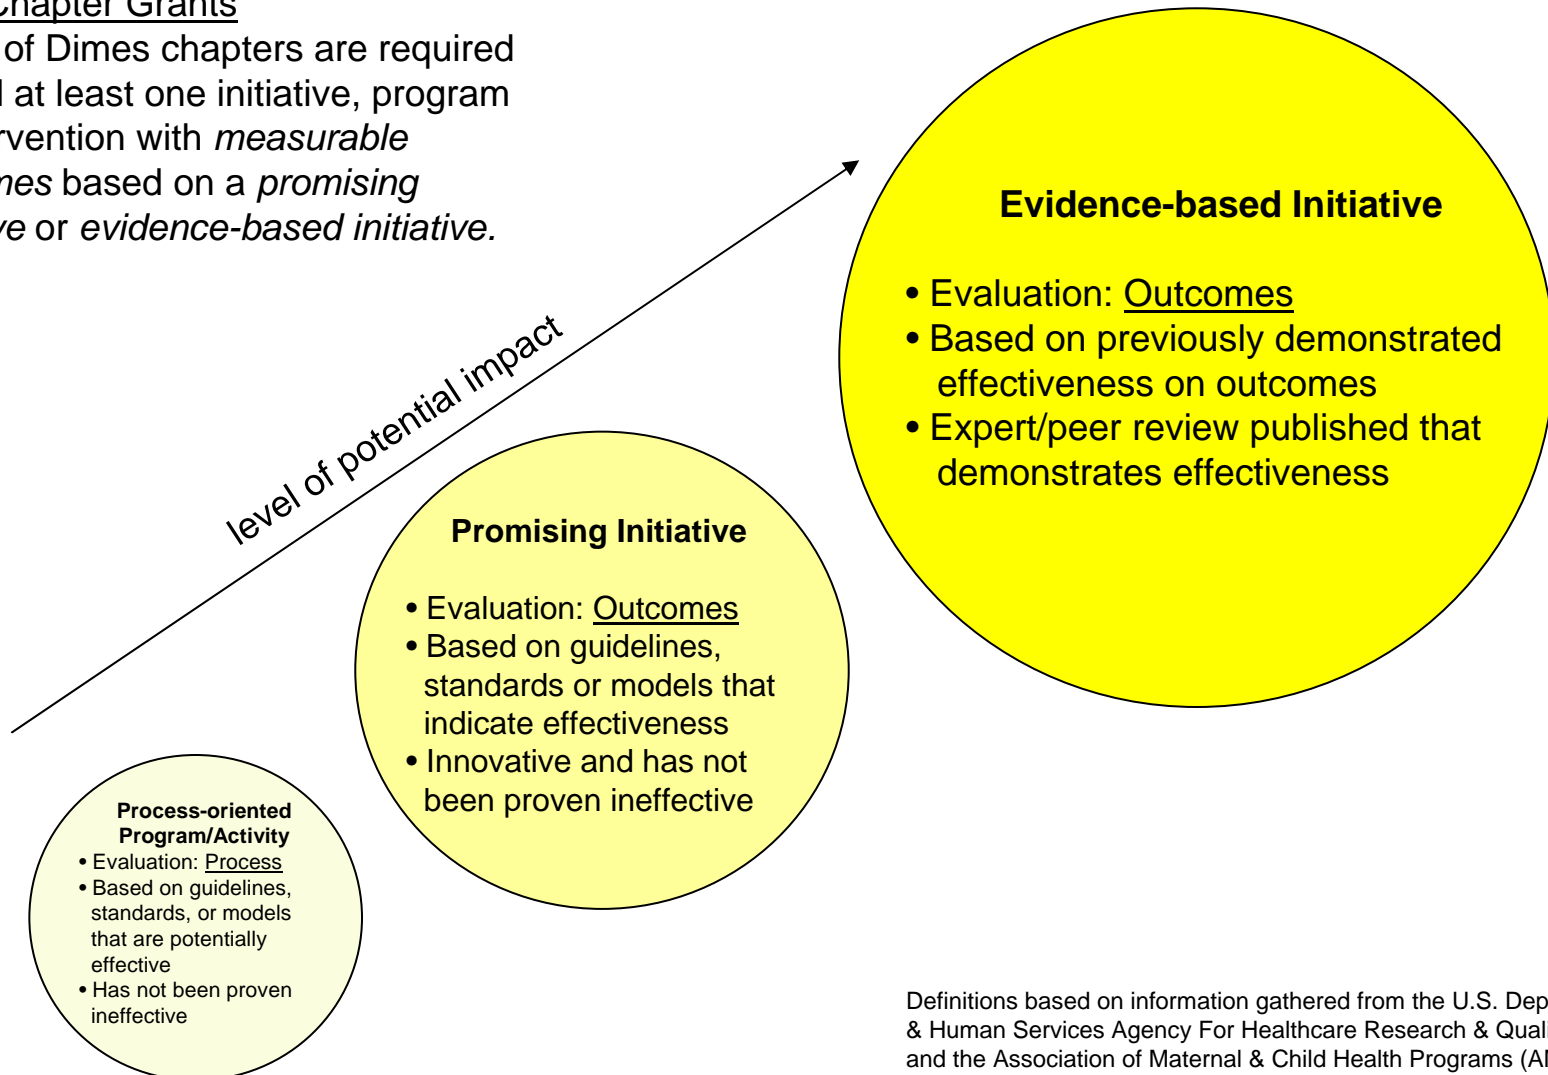 Chapter Grants
of Dimes chapters are required
at least one initiative, program
with measurable
based on a promising
or evidence-based initiative.
level of potential impact
Evidence-based Initiative
• Evaluation: Outcomes
• Based on previously demonstrated
effectiveness on outcomes
• Expert/peer review published that
demonstrates effectiveness
Promising Initiative
• Evaluation: Outcomes
• Based on guidelines,
standards or models that
indicate effectiveness
• Innovative and has not
been proven ineffective
Process-oriented
Program/Activity
• Evaluation: Process
• Based on guidelines,
standards, or models
that are potentially
effective
• Has not been proven
ineffective
Definitions based on information gathered from the U.S.
& Human Services Agency For Healthcare Research &
and the Association of Maternal & Child Health Programs